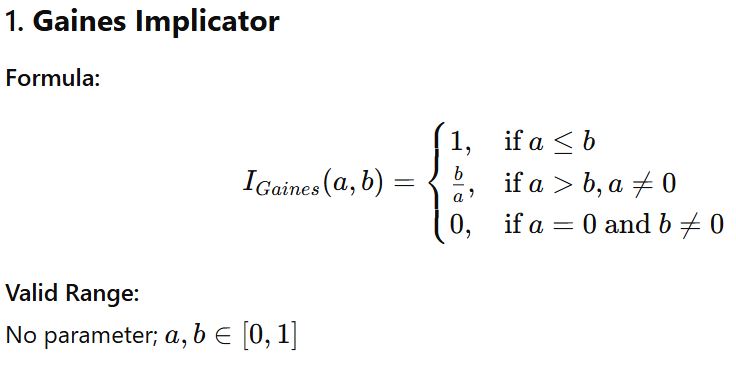 1. Gaines Implicator
Formula:
I_{Gaines}(a, b) = \begin{cases} 1, & \text{if } a \leq b \\ \frac{b}{a}, & \text{if } a > b, a \neq 0 \\ 0, & \text{if } a = 0 \text{ and } b \neq 0 \end{cases}
Valid Range:
No parameter; a, b ∈ [0, 1]